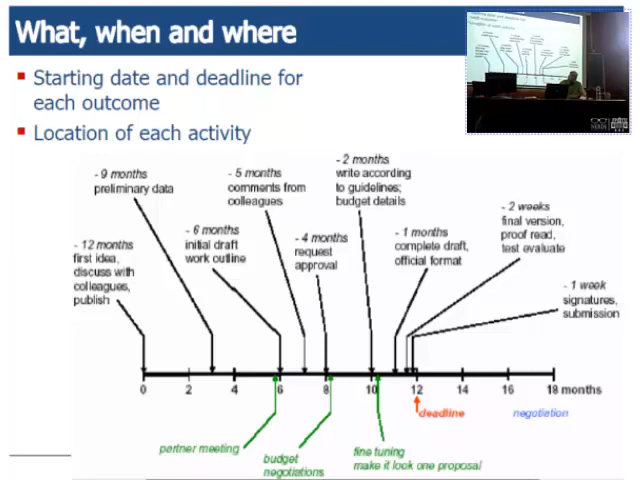 What, when and where
Starting date and deadline for
each outcome
Location of each activity
- 12 months
first idea,
discuss with
colleagues,
publish
- 9 months
preliminary data
- 6 months
initial draft
work outline
- 5 months
comments from
colleagues
- 4 months
request
approval
- 2 months
write according
to guidelines;
budget details
- 1 months
complete draft,
official format
- 2 weeks
final version,
proof read,
test evaluate
- 1 week
signatures,
submission
0 2 4 6 8 10 12 14 16 18 months
deadline
negotietion
partner meeting
budget
negotiations
fine tuning
make it look one proposal